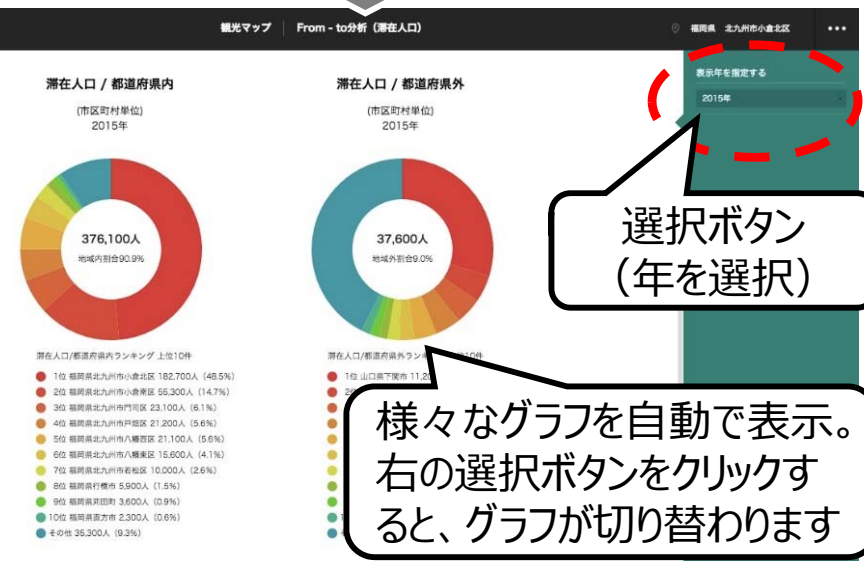 観光マップ
From - to分析（滞在人口）
福岡県 北九州市小倉北区
滞在人口 / 都道府県内
(市区町村単位)
2015年
376,100人
地域内割合90.9%
滞在人口/都道府県内ランキング 上位10件
1位 福岡県北九州市小倉北区 182,700人（48.5%）
2位 福岡県北九州市小倉南区 55,300人（14.7%）
3位 福岡県北九州市門司区 23,100人（6.1%）
4位 福岡県北九州市戸畑区 21,200人（5.6%）
5位 福岡県北九州市八幡西区 21,100人（5.6%）
6位 福岡県北九州市八幡東区 15,600人（4.1%）
7位 福岡県北九州市若松区 10,000人（2.6%）
8位 福岡県行橋市 5,900人（1.5%）
9位 福岡県苅田町 3,600人（0.9%）
10位 福岡県直方市 2,300人（0.6%）
その他 35,300人（9.3%）
滞在人口 / 都道府県外
(市区町村単位)
2015年
37,600人
地域外割合9.0%
滞在人口/都道府県外ラン
1位 山口県下関市 11,20
表示年を指定する
2015年
選択ボタン
（年を選択）
様々なグラフを自動で表示。
右の選択ボタンをクリックす
ると、グラフが切り替わります